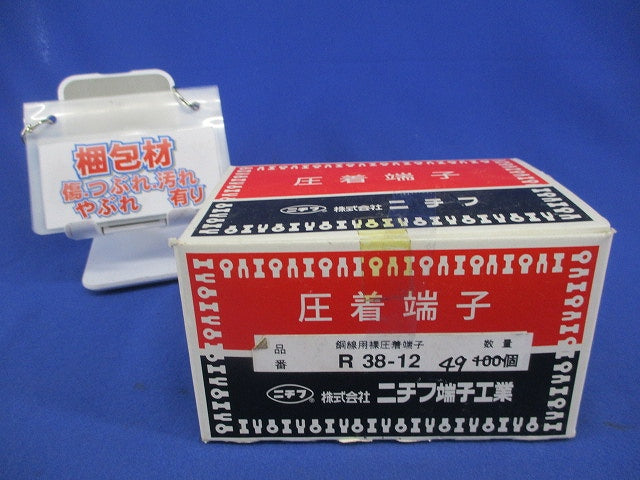 梱包材
傷、つぶれ、汚れ
やぶれ 有り
圧着端子
ニチフ 株式会社 ニチフ
圧着端子
品番 銅線用裸圧着端子 数量
R 38-12 49 100個
ニチフ® 株式会社 ニチフ端子工業